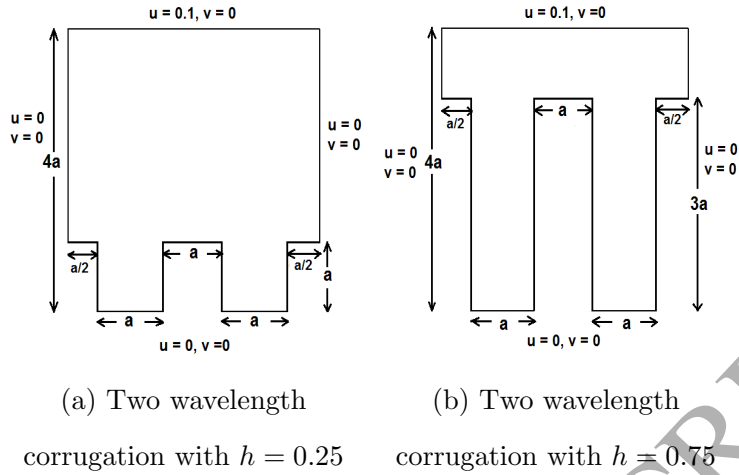 u = 0.1, v = 0
u = 0
v = 0
4a
u = 0
v = 0
a/2
a
a/2
a
a
a
u = 0, v =0
(a) Two wavelength
corrugation with h = 0.25
u = 0.1, v =0
a/2
a
a/2
u = 0
v = 0
4a
u = 0
v = 0
3a
a
a
u = 0, v = 0
(b) Two wavelength
corrugation with h = 0.75